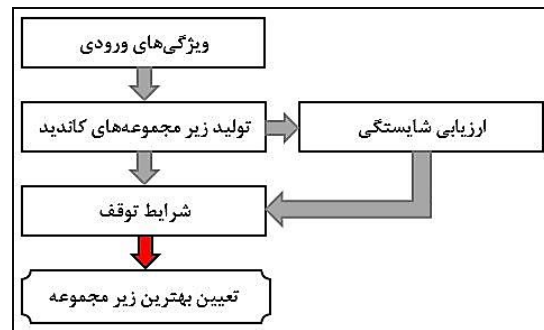 ویژگی‌های ورودی
تولید زیر مجموعه‌های کاندید
ارزیابی شایستگی
شرایط توقف
تعیین بهترین زیر مجموعه